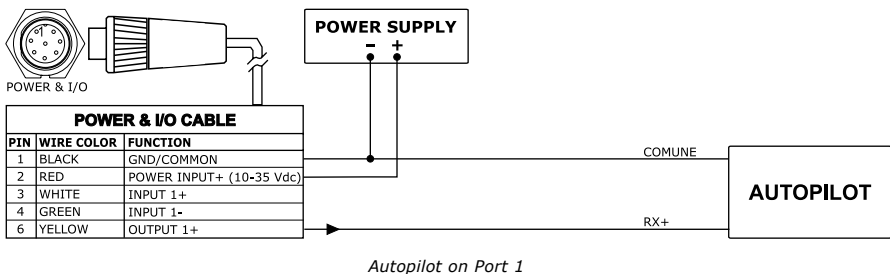 1
POWER & I/O
POWER SUPPLY
- +
POWER & I/O CABLE
PIN WIRE COLOR FUNCTION
1 BLACK GND/COMMON
2 RED POWER INPUT+ (10-35 Vdc)
3 WHITE INPUT 1+
4 GREEN INPUT 1-
6 YELLOW OUTPUT 1+
COMUNE
RX+
AUTOPILOT
Autopilot on Port 1